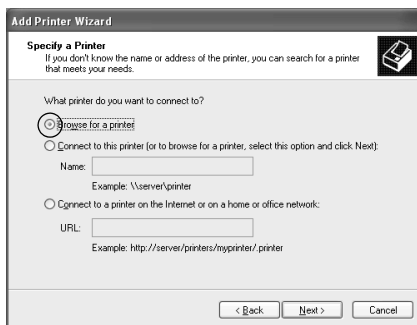 Add Printer Wizard
Specify a Printer
If you don't know the name or address of the printer, you can search for a printer
that meets your needs.
What printer do you want to connect to?
Browse for a printer
Connect to this printer (or to browse for a printer, select this option and click Next):
Name:
Example: \\server\printer
Connect to a printer on the Internet or on a home or office network:
URL:
Example: http://server/printers/myprinter/.printer
< Back Next > Cancel